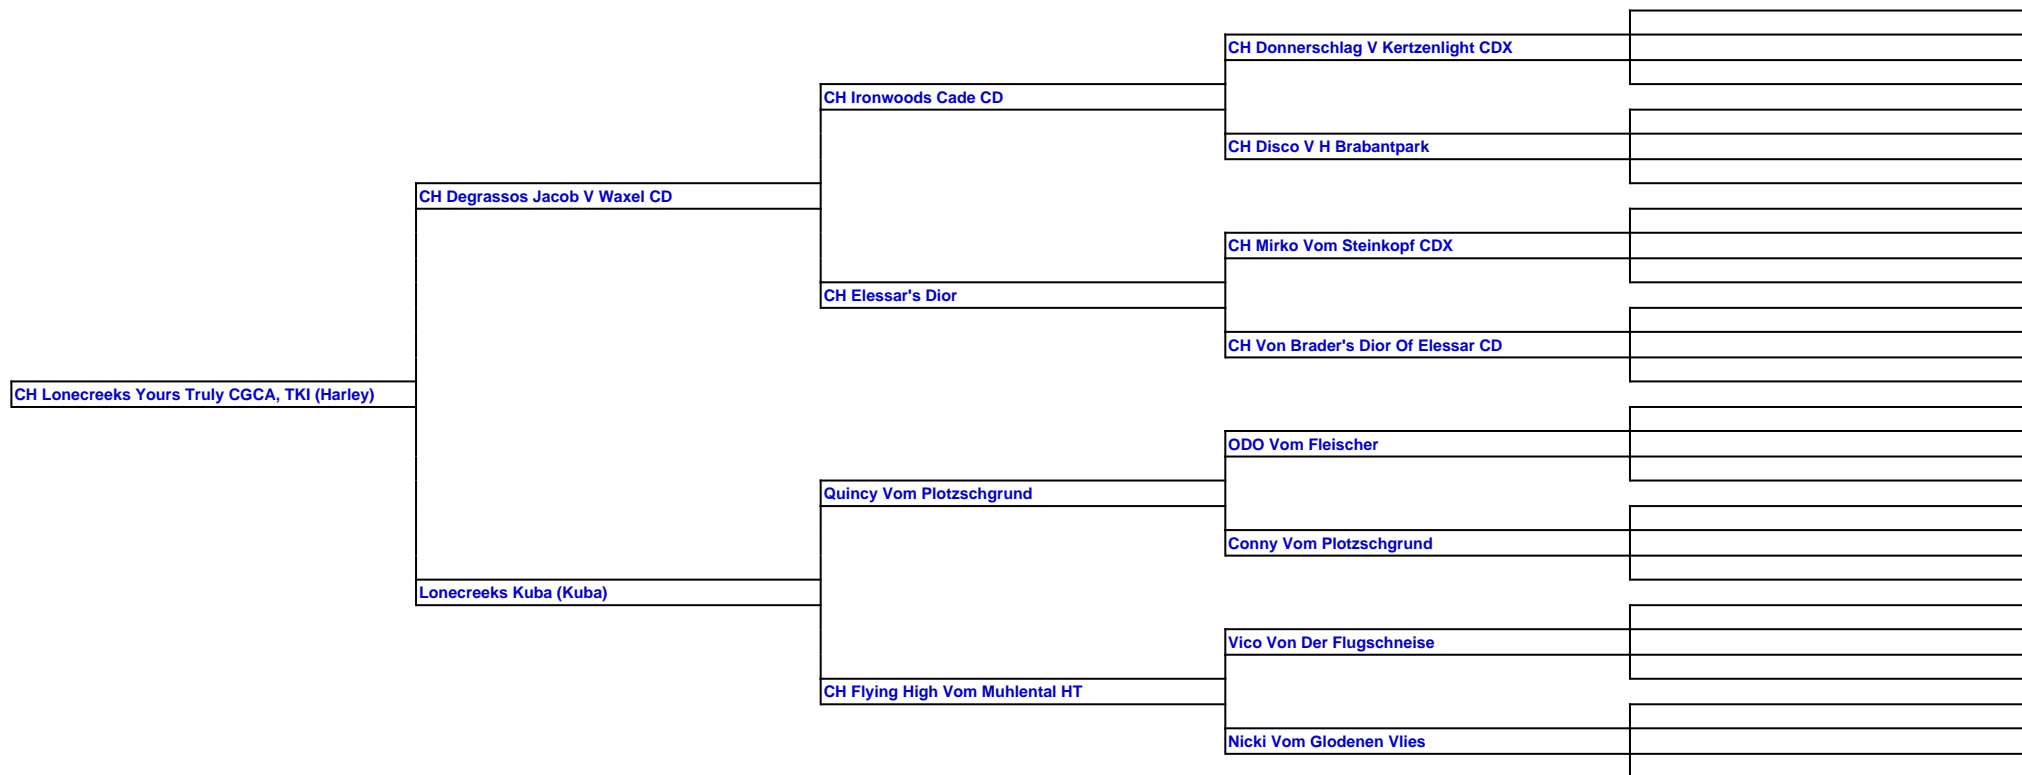 CH Donnerschlag V Kertzenlight CDX
CH Ironwoods Cade CD
CH Disco V H Brabantpark
CH Degrassos Jacob V Waxel CD
CH Mirko Vom Steinkopf CDX
CH Elessar's Dior
CH Von Brader's Dior Of Elessar CD
CH Lonecreeks Yours Truly CGCA, TKI (Harley)
ODO Vom Fleischer
Quincy Vom Plotzschgrund
Conny Vom Plotzschgrund
Lonecreeks Kuba (Kuba)
Vico Von Der Flugschneise
CH Flying High Vom Muhlental HT
Nicki Vom Glodenen Vlies